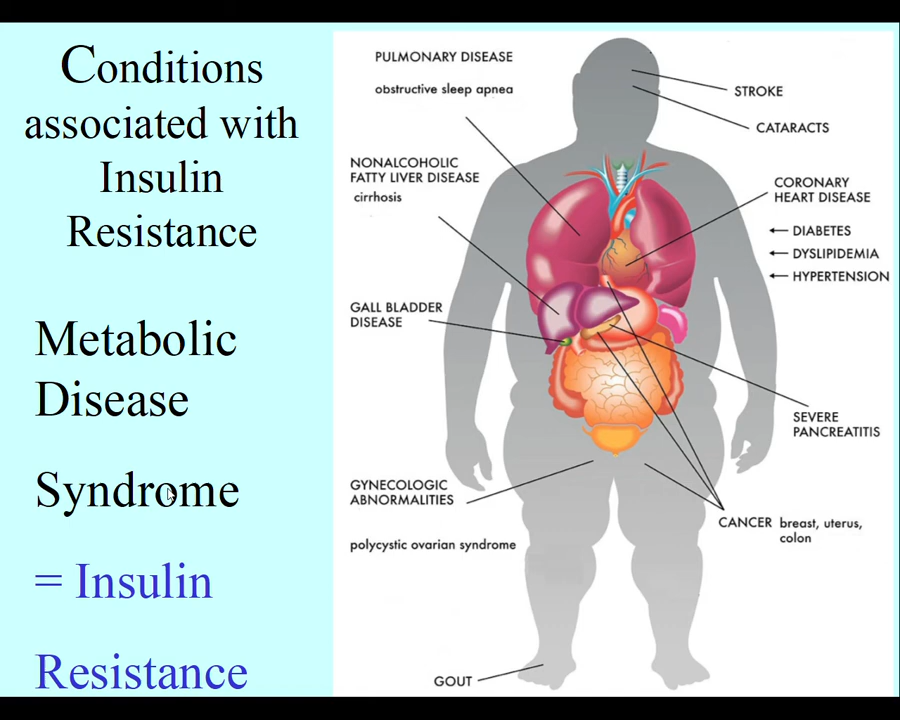 Conditions
associated with
Insulin
Resistance
Metabolic
Disease
Syndrome
= Insulin
Resistance
PULMONARY DISEASE
obstructive sleep apnea
NONALCOHOLIC
FATTY LIVER DISEASE
cirrhosis
GALL BLADDER
DISEASE
GYNECOLOGIC
ABNORMALITIES
polycystic ovarian syndrome
GOUT
STROKE
CATARACTS
CORONARY
HEART DISEASE
DIABETES
DYSLIPIDEMIA
HYPERTENSION
SEVERE
PANCREATITIS
CANCER breast, uterus,
colon